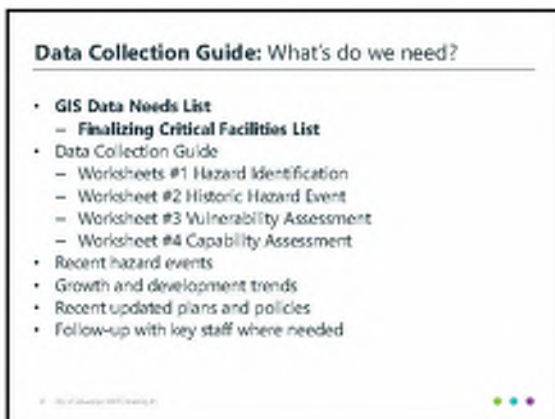 Data Collection Guide: What's do we need?
• GIS Data Needs List
– Finalizing Critical Facilities List
• Data Collection Guide
– Worksheets #1 Hazard Identification
– Worksheet #2 Historic Hazard Event
– Worksheet #3 Vulnerability Assessment
– Worksheet #4 Capability Assessment
• Recent hazard events
• Growth and development trends
• Recent updated plans and policies
• Follow-up with key staff where needed